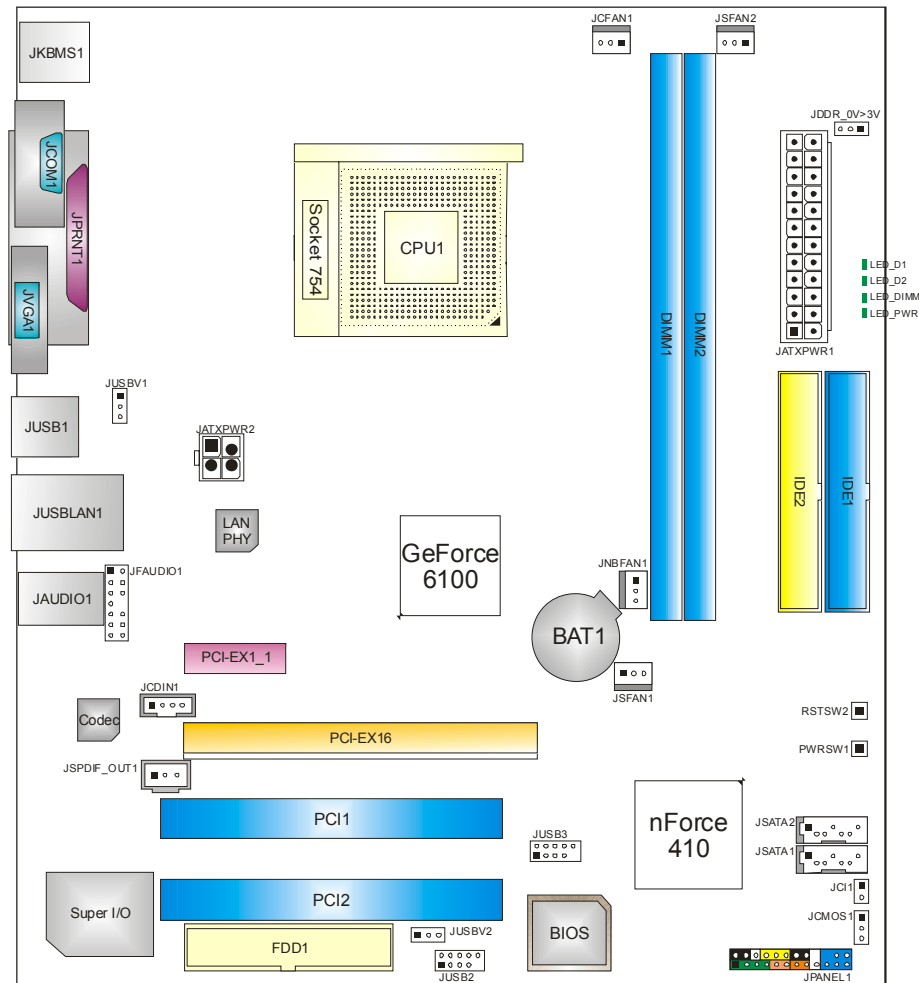 JCFAN1
JSFAN2
JKBMS1
JDDR_0V>3V
JCOM1
JPRNT1
Socket 754
CPU1
JVGA1
LED_D1
LED_D2
LED_DIMM
LED_PWR
DIMM1
DIMM2
JATXPWR1
JUSBV1
JUSB1
JATXPWR2
IDE2
IDE1
JUSBLAN1
LAN
PHY
GeForce
6100
JFAUDIO1
JNBFAN1
JAUDIO1
BAT1
PCI-EX1_1
JCDIN1
JSFAN1
Codec
RSTSW2
PCI-EX16
PWRSW1
JSPDIF_OUT1
PCI1
nForce
410
JSATA2
JUSB3
JSATA1
JCI1
PCI2
Super I/O
JCMOS1
JUSBV2
BIOS
FDD1
JUSB2
JPANEL1